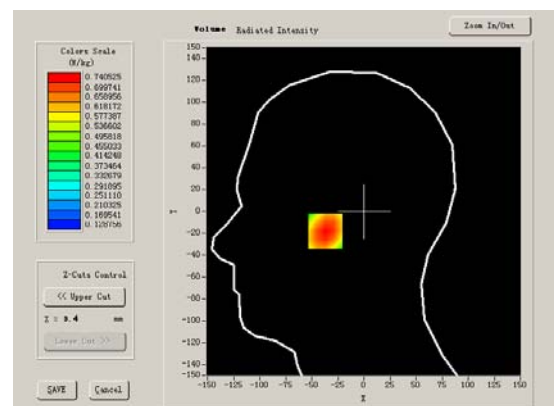 Volume Radiated Intensity
Zoom In/Out
Colors Scale
(W/kg)
0.740525
0.699741
0.658956
0.618172
0.577387
0.536602
0.495818
0.455033
0.414248
0.373464
0.332679
0.291895
0.251110
0.210325
0.169541
0.128756
150
140
120
100
80
60
40
20
0
-20
-40
-60
-80
-100
-120
-140
-150
Y
-150 -125 -100 -75 -50 -25 0 25 50 75 100 125 150
X
Z-Cuts Control
<< Upper Cut
Z = 3.4 mm
Lower Cut >>
SAVE
Cancel